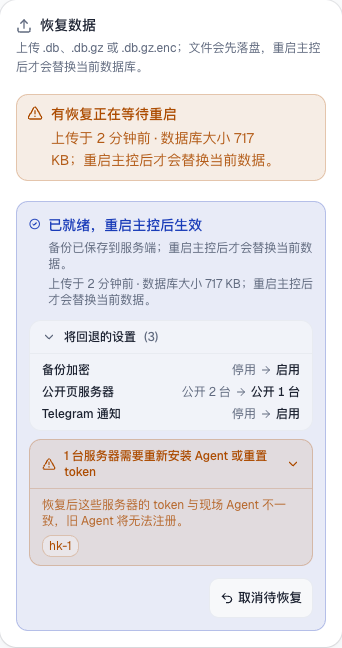 恢复数据
上传 .db、.db.gz 或 .db.gz.enc；文件会先落盘，重启主控
后才会替换当前数据库。
有恢复正在等待重启
上传于 2 分钟前 · 数据库大小 717
KB；重启主控后才会替换当前数据。
已就绪，重启主控后生效
备份已保存到服务端；重启主控后才会替换当前数
据。
上传于 2 分钟前 · 数据库大小 717 KB；重启主控后
才会替换当前数据。
将回退的设置 (3)
备份加密 停用 → 启用
公开页服务器 公开 2 台 → 公开 1 台
Telegram 通知 停用 → 启用
1 台服务器需要重新安装 Agent 或重置
token
恢复后这些服务器的 token 与现场 Agent 不一
致，旧 Agent 将无法注册。
hk-1
取消待恢复